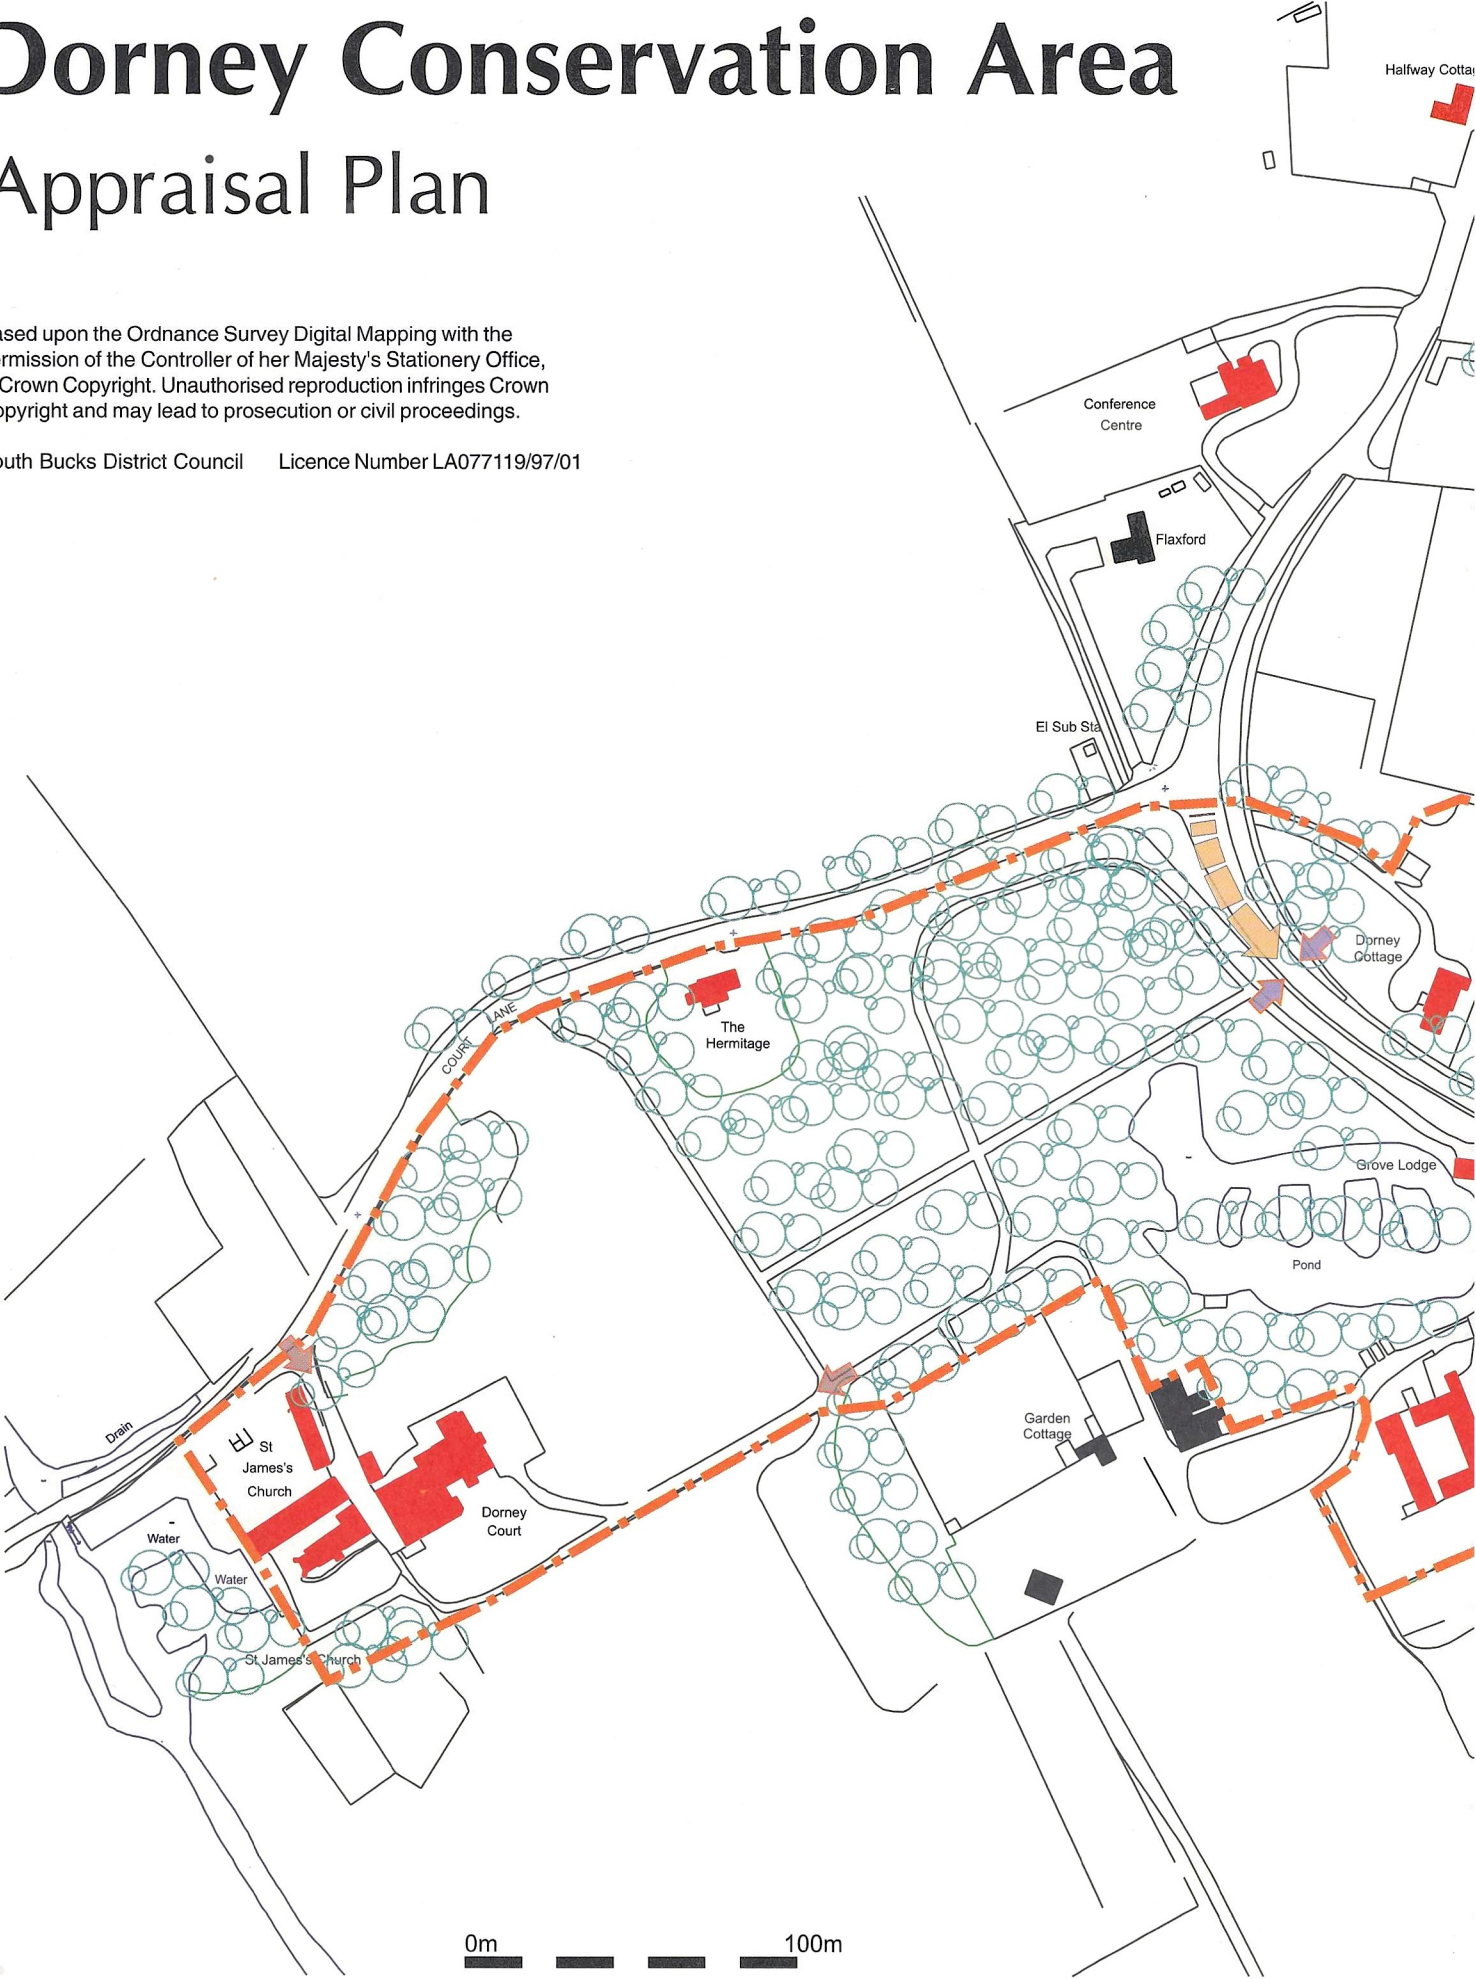 Dorney Conservation Area
Appraisal Plan
ased upon the Ordnance Survey Digital Mapping with the
ermission of the Controller of her Majesty's Stationery Office,
Crown Copyright. Unauthorised reproduction infringes Crown
opyright and may lead to prosecution or civil proceedings.
outh Bucks District Council Licence Number LA077119/97/01
Halfway Cotta
Conference
Centre
Flaxford
El Sub Sta
Dorney
Cottage
COURT LANE
The
Hermitage
Grove Lodge
Pond
Garden
Cottage
Drain
St
James's
Church
Dorney
Court
Water
Water
St James's Church
0m 100m